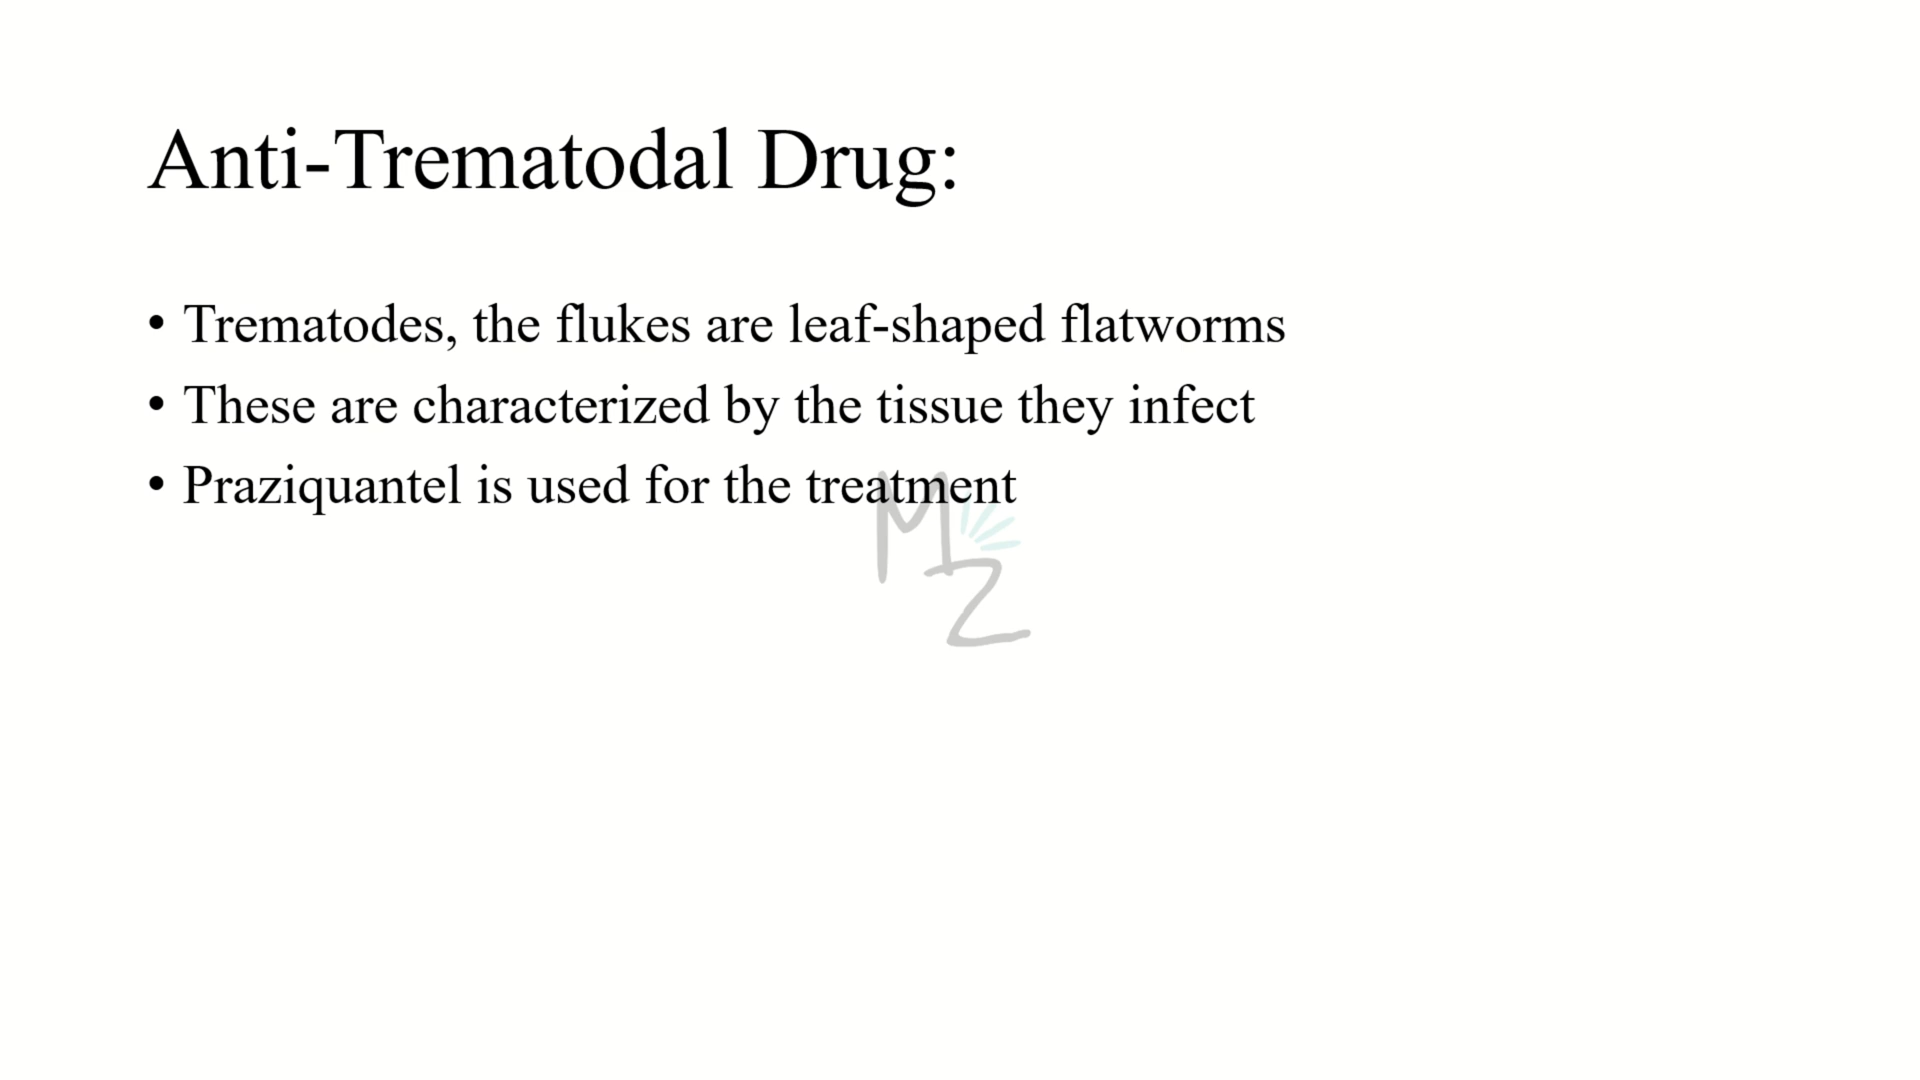 Anti-Trematodal Drug:
• Trematodes, the flukes are leaf-shaped flatworms
• These are characterized by the tissue they infect
• Praziquantel is used for the treatment
MZ